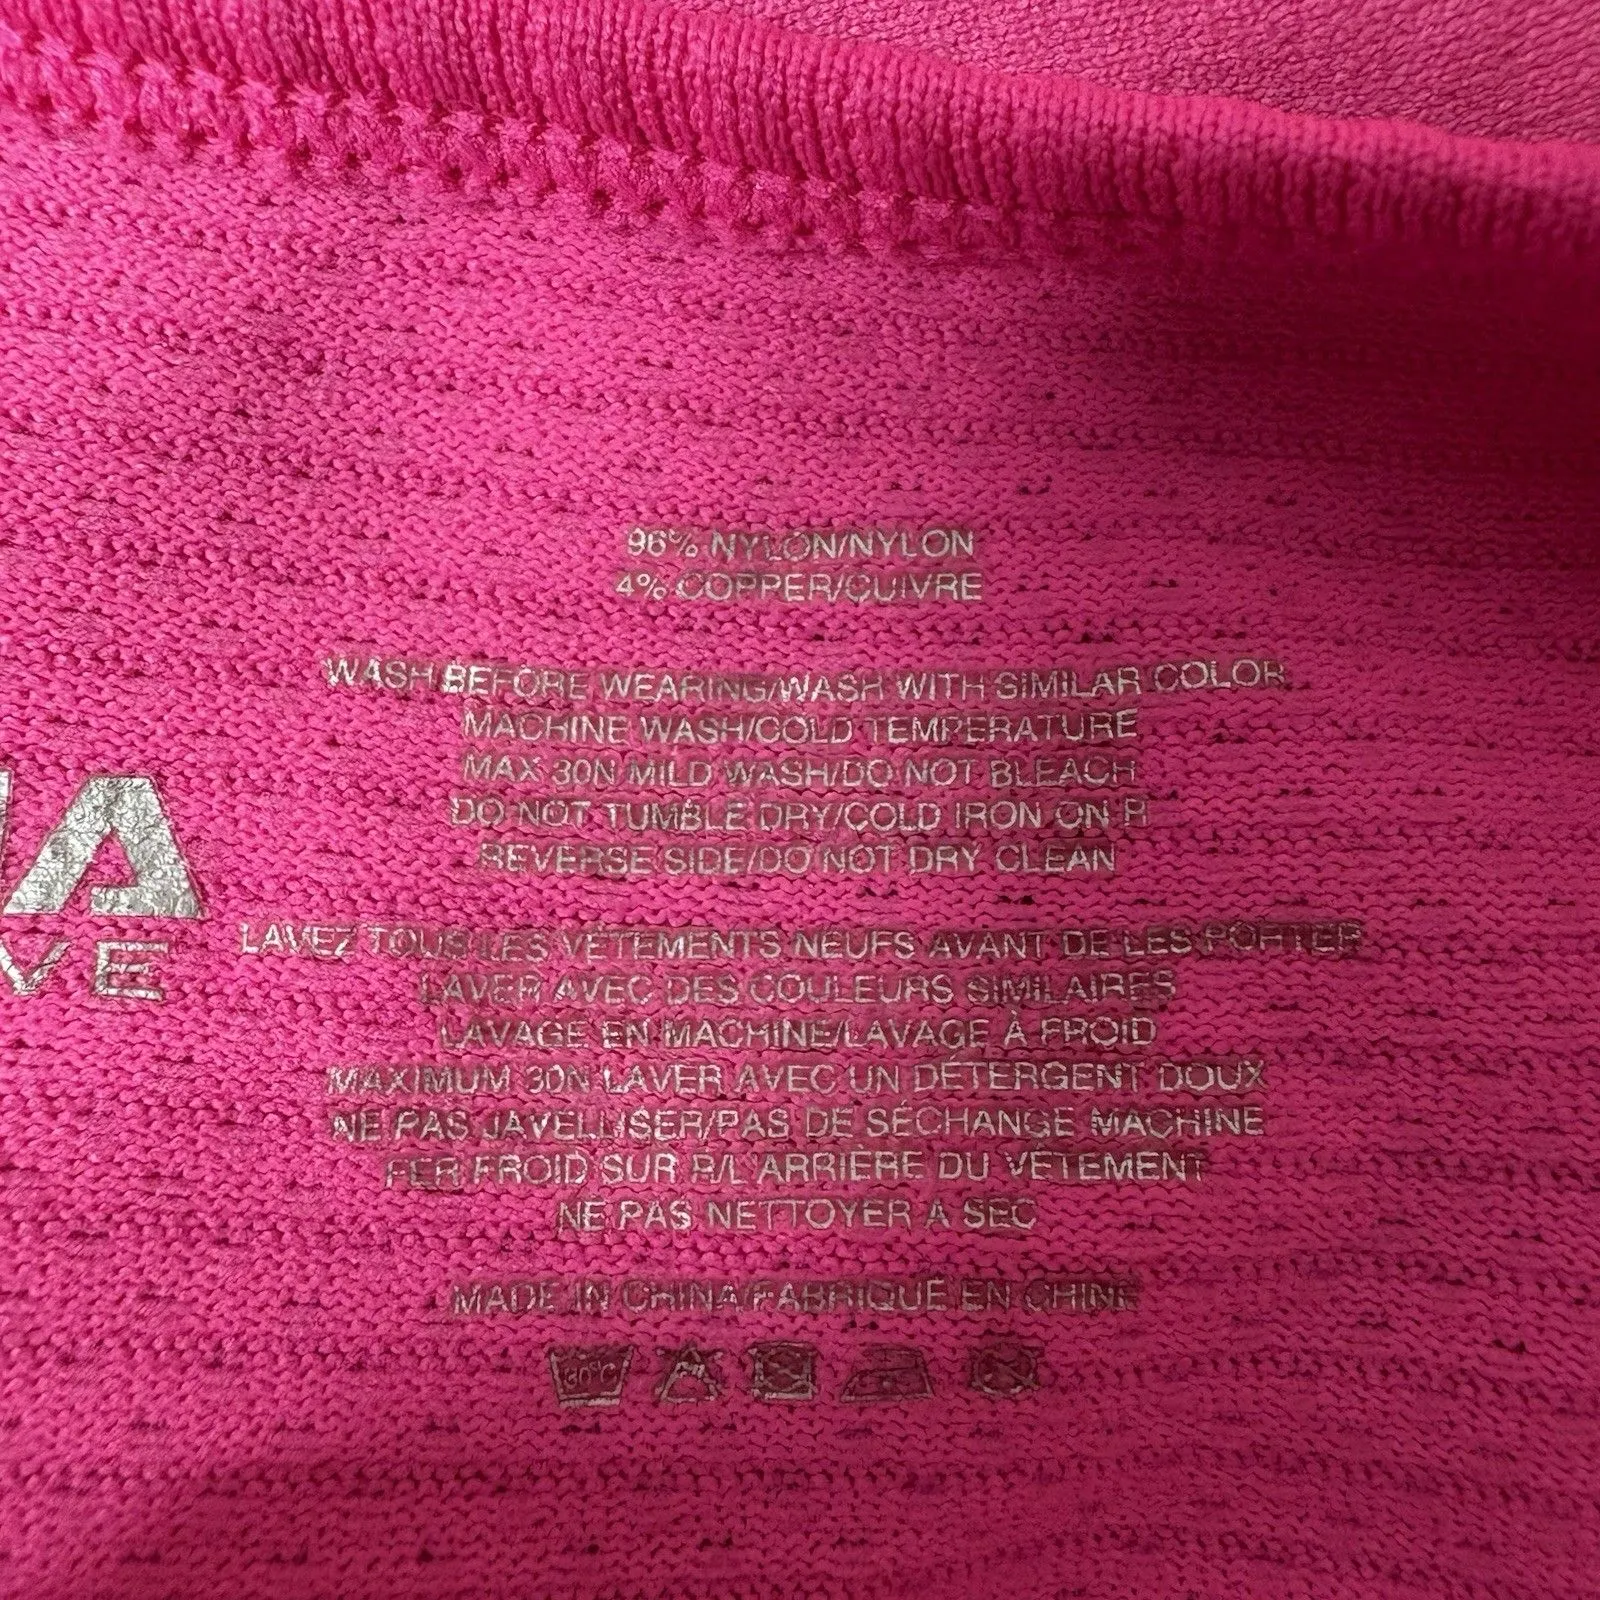 96% NYLON/NYLON
4% COPPER/CUIVRE
WASH BEFORE WEARING/WASH WITH SIMILAR COLOR
MACHINE WASH/COLD TEMPERATURE
MAX 30N MILD WASH/DO NOT BLEACH
DO NOT TUMBLE DRY/COLD IRON ON R
REVERSE SIDE/DO NOT DRY CLEAN
LAVEZ TOUS LES VÊTEMENTS NEUFS AVANT DE LES PORTER
LAVER AVEC DES COULEURS SIMILAIRES
LAVAGE EN MACHINE/LAVAGE À FROID
MAXIMUM 30N LAVER AVEC UN DÉTERGENT DOUX
NE PAS JAVELLISER/PAS DE SÉCHANGE MACHINE
FER FROID SUR R/L'ARRIÈRE DU VÊTEMENT
NE PAS NETTOYER A SEC
MADE IN CHINA/FABRIQUÉ EN CHINE
30°C